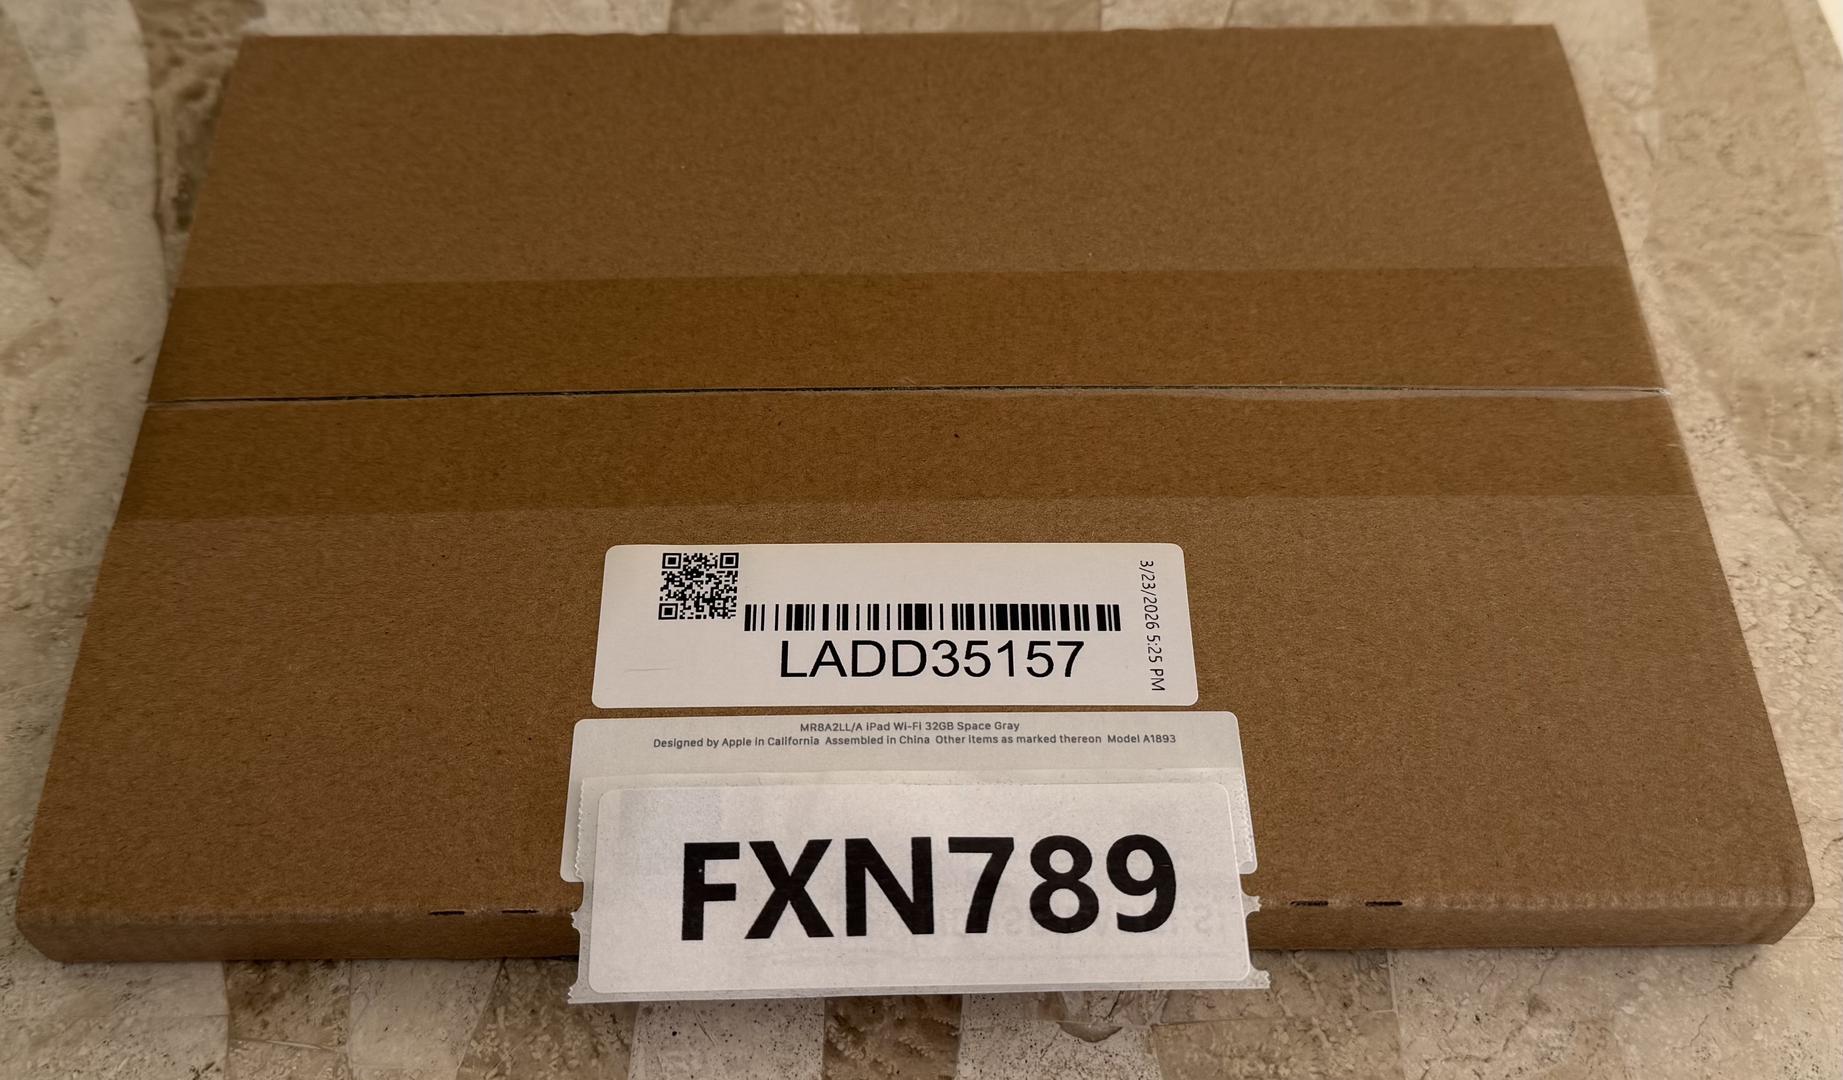 3/23/2026 5:25 PM
LADD35157
MR8A2LL/A iPad Wi-Fi 32GB Space Gray
Designed by Apple in California Assembled in China Other items as marked thereon Model A1893
FXN789